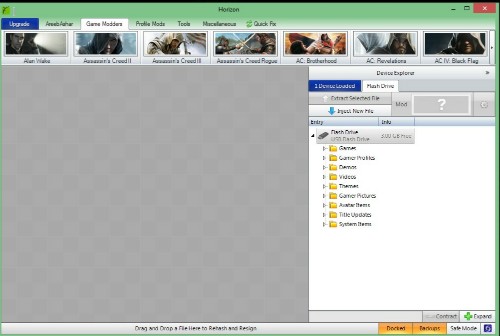 Horizon
Upgrade AreebAzhar Game Modders Profile Mods Tools Miscellaneous Quick Fix
Alan Wake Assassin's Creed II Assassin's Creed III Assassin's Creed Rogue AC: Brotherhood AC: Revelations AC IV: Black Flag
Device Explorer
1 Device Loaded Flash Drive
Extract Selected File
Inject New File
Mod ?
Entry Info
Flash Drive
USB Flash Drive 3.00 GB Free
Games
Gamer Profiles
Demos
Videos
Themes
Gamer Pictures
Avatar Items
Title Updates
System Items
Contract Expand
Drag and Drop a File Here to Rehash and Resign Docked Backups Safe Mode